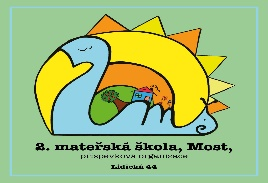 2. mateřská škola, Most,
příspěvková organizace
Lidická 44